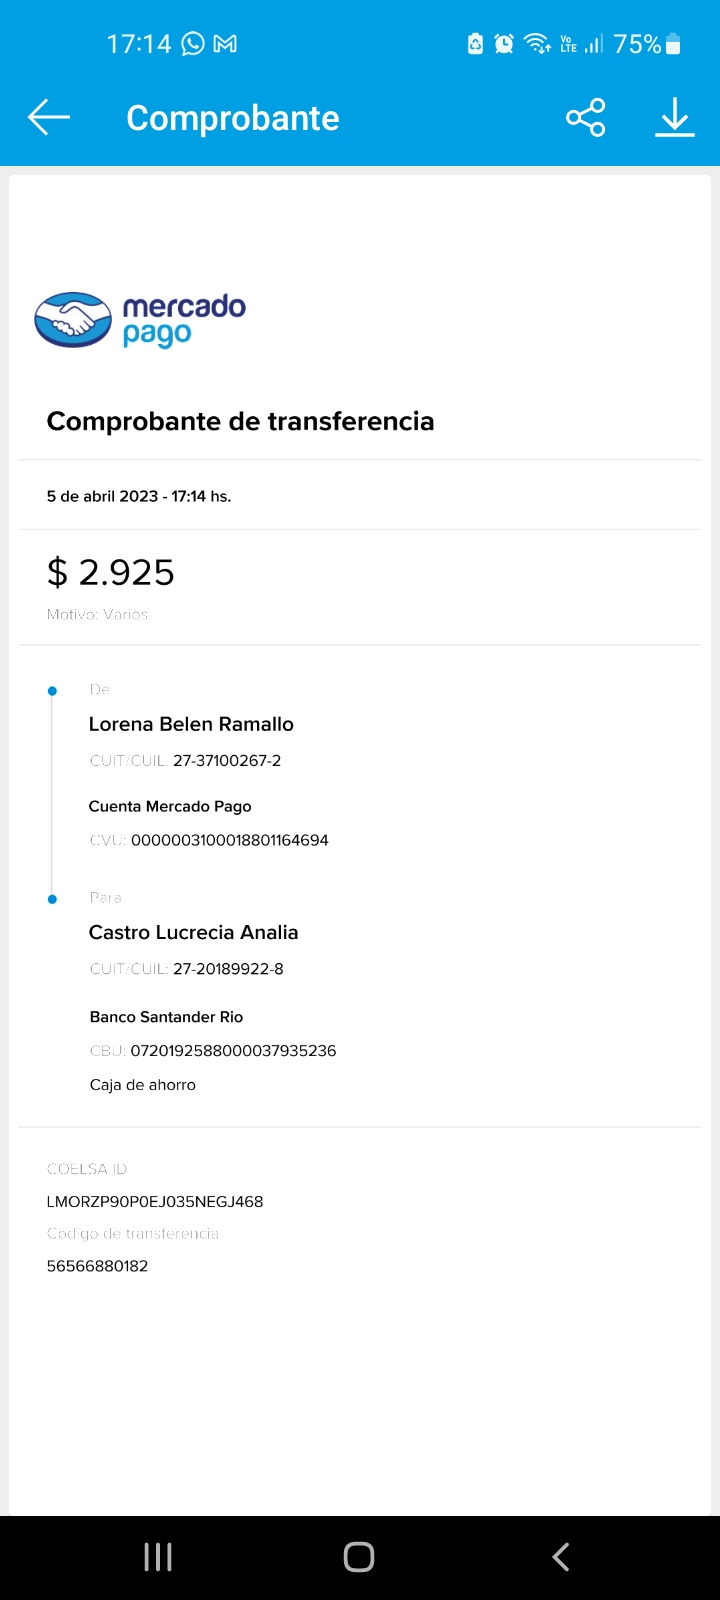 17:14
Vo LTE
75%
Comprobante
mercado
pago
Comprobante de transferencia
5 de abril 2023 - 17:14 hs.
$ 2.925
Motivo: Varios
De
Lorena Belen Ramallo
CUIT/CUIL: 27-37100267-2
Cuenta Mercado Pago
CVU: 0000003100018801164694
Para
Castro Lucrecia Analia
CUIT/CUIL: 27-20189922-8
Banco Santander Rio
CBU: 0720192588000037935236
Caja de ahorro
COELSA ID
LMORZP90P0EJ035NEGJ468
Codigo de transferencia
56566880182